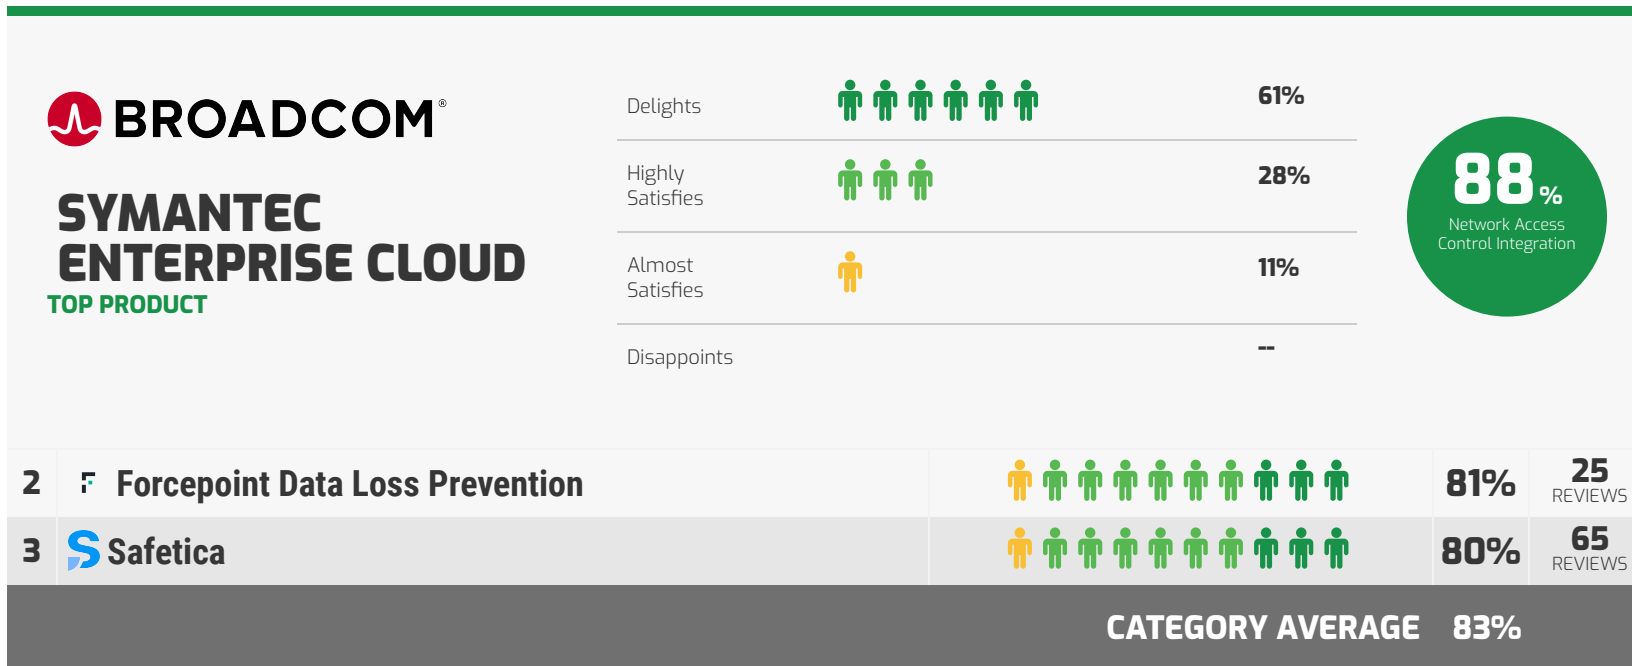 BROADCOM®
SYMANTEC
ENTERPRISE CLOUD
TOP PRODUCT
Delights 61%
Highly
Satisfies 28%
Almost
Satisfies 11%
Disappoints --
88%
Network Access
Control Integration
2 Forcepoint Data Loss Prevention 81% 25
REVIEWS
3 Safetica 80% 65
REVIEWS
CATEGORY AVERAGE 83%